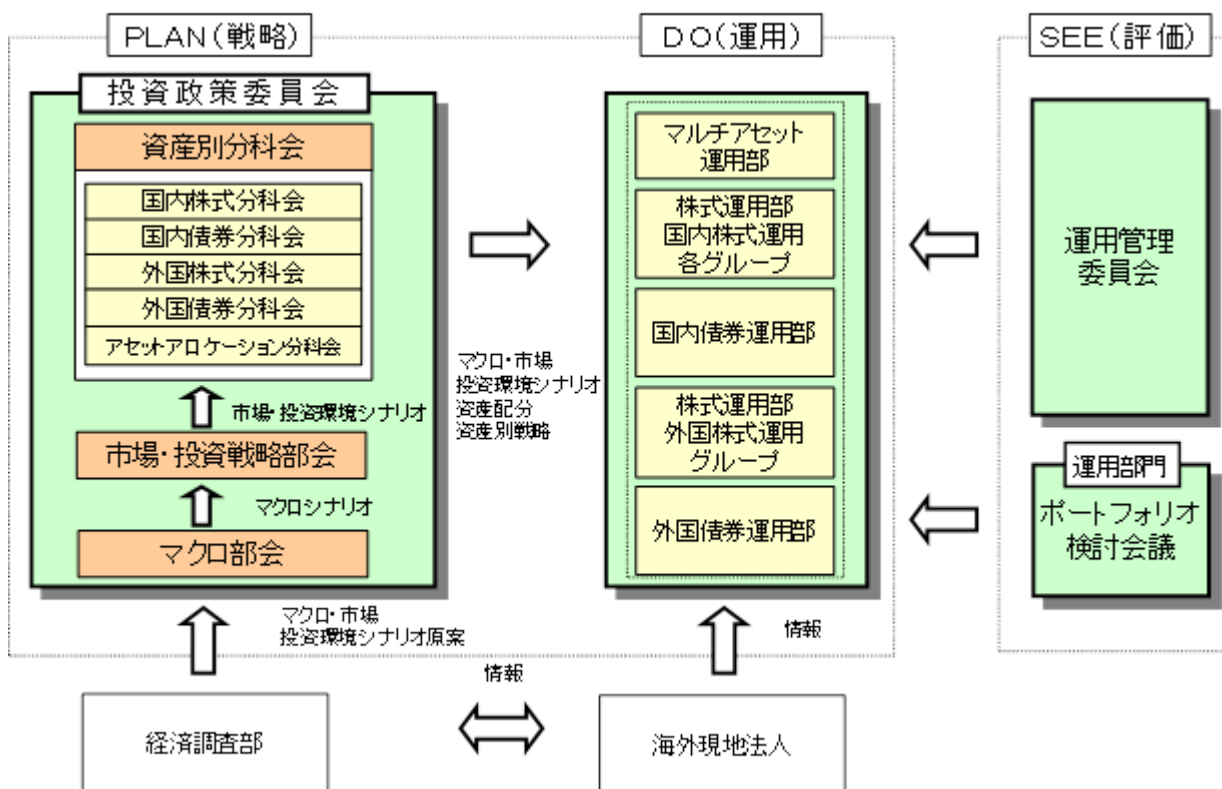 PLAN(戦略)
投資政策委員会
資産別分科会
国内株式分科会
国内債券分科会
外国株式分科会
外国債券分科会
アセットアロケーション分科会
市場・投資環境シナリオ
市場・投資戦略部会
マクロシナリオ
マクロ部会
マクロ・市場
投資環境シナリオ原案
経済調査部
マクロ・市場
投資環境シナリオ
資産配分
資産別戦略
情報
DO(運用)
マルチアセット
運用部
株式運用部
国内株式運用
各グループ
国内債券運用部
株式運用部
外国株式運用
グループ
外国債券運用部
情報
海外現地法人
SEE(評価)
運用管理
委員会
運用部門
ポートフォリオ
検討会議